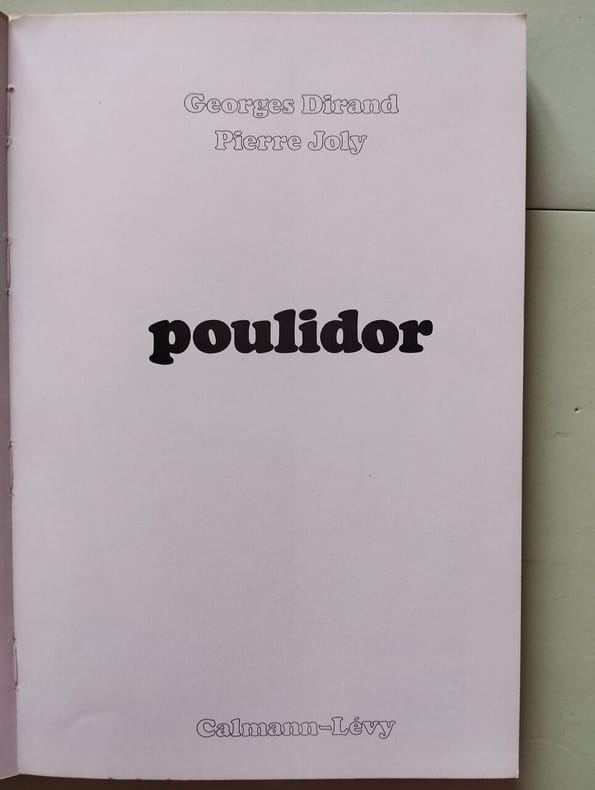 Georges Dirand
Pierre Joly
poulidor
Calmann-Lévy